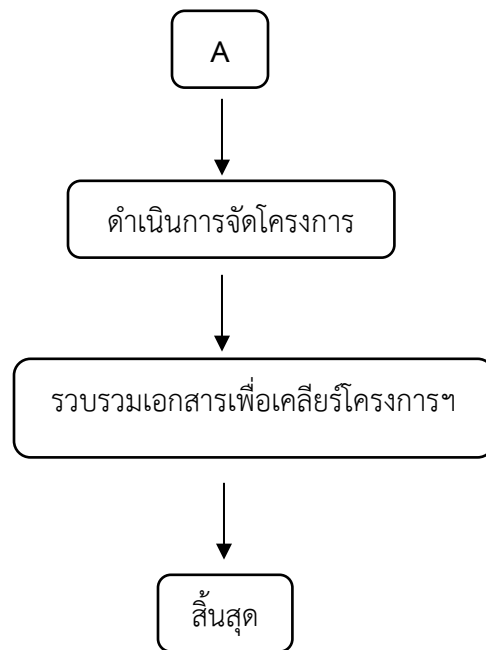 A
ดำเนินการจัดโครงการ
รวบรวมเอกสารเพื่อเคลียร์โครงการฯ
สิ้นสุด